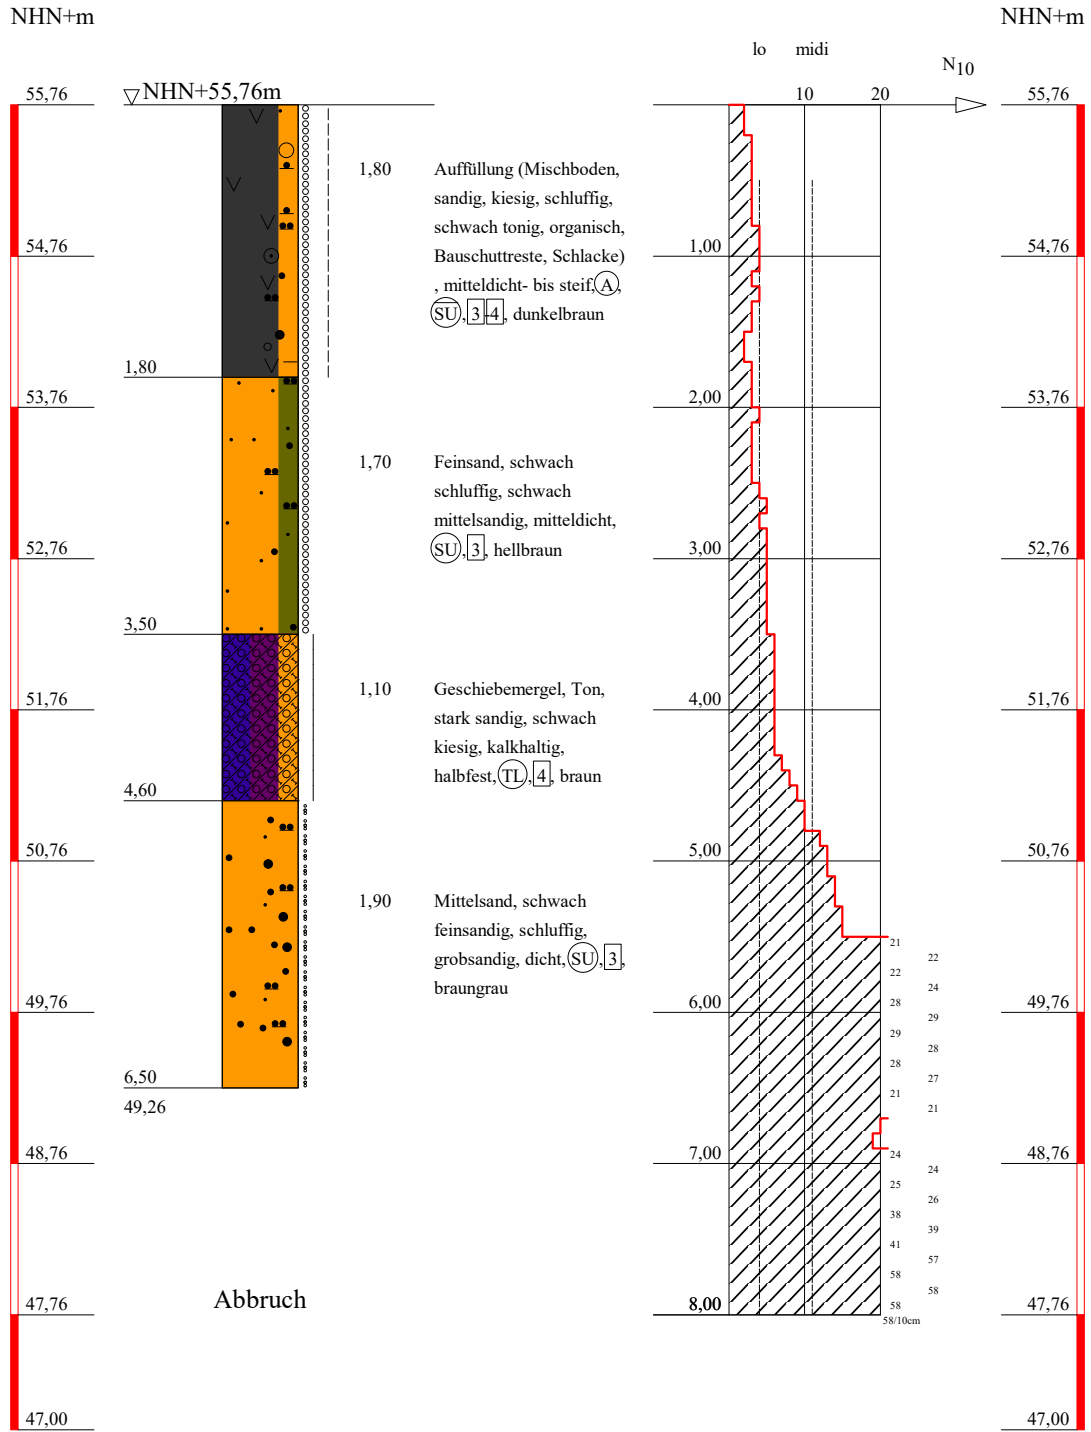 NHN+m
NHN+m
lo midi
N10
55,76
NHN+55,76m
10 20
55,76
1,80 Auffüllung (Mischboden,
sandig, kiesig, schluffig,
schwach tonig, organisch,
Bauschuttreste, Schlacke)
, mitteldicht- bis steif, A,
SU, 3-4, dunkelbraun
54,76
1,00
54,76
1,80
53,76
2,00
53,76
1,70 Feinsand, schwach
schluffig, schwach
mittelsandig, mitteldicht,
SU, 3, hellbraun
52,76
3,00
52,76
3,50
1,10 Geschiebemergel, Ton,
stark sandig, schwach
kiesig, kalkhaltig,
halbfest, TL, 4, braun
51,76
4,00
51,76
4,60
50,76
5,00
50,76
1,90 Mittelsand, schwach
feinsandig, schluffig,
grobsandig, dicht, SU, 3,
braungrau
21
22
22
24
28
49,76
6,00
49,76
29
29
28
28
27
21
21
6,50
49,26
24
48,76
7,00
48,76
24
25
26
38
39
41
57
58
58
58
Abbruch
47,76
8,00
58/10cm
47,76
47,00
47,00